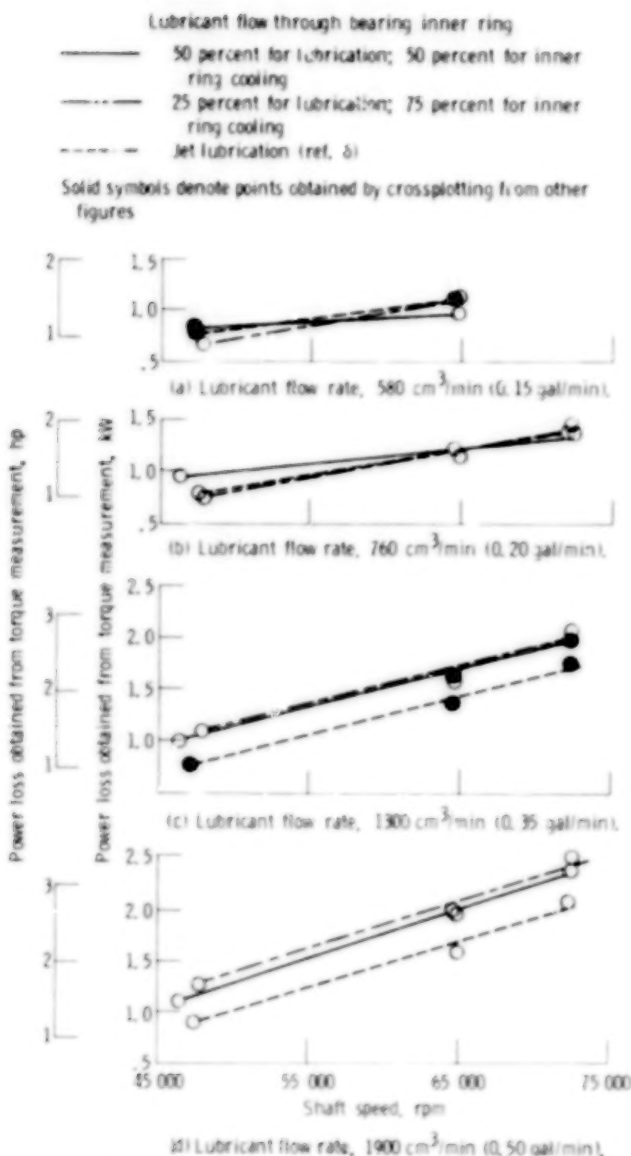 Lubricant flow through bearing inner ring
50 percent for lubrication; 50 percent for inner
ring cooling
25 percent for lubrication; 75 percent for inner
ring cooling
Jet lubrication (ref. 8)
Solid symbols denote points obtained by crossplotting from other
figures
Power loss obtained from torque measurement, hp
Power loss obtained from torque measurement, kW
2
1
1.5
1.0
.5
(a) Lubricant flow rate, 580 cm³/min (0.15 gal/min).
2
1
1.5
1.0
.5
(b) Lubricant flow rate, 760 cm³/min (0.20 gal/min).
3
2
1
2.5
2.0
1.5
1.0
(c) Lubricant flow rate, 1300 cm³/min (0.35 gal/min).
3
2
1
2.5
2.0
1.5
1.0
.5
45 000
55 000
65 000
75 000
Shaft speed, rpm
(d) Lubricant flow rate, 1900 cm³/min (0.50 gal/min).